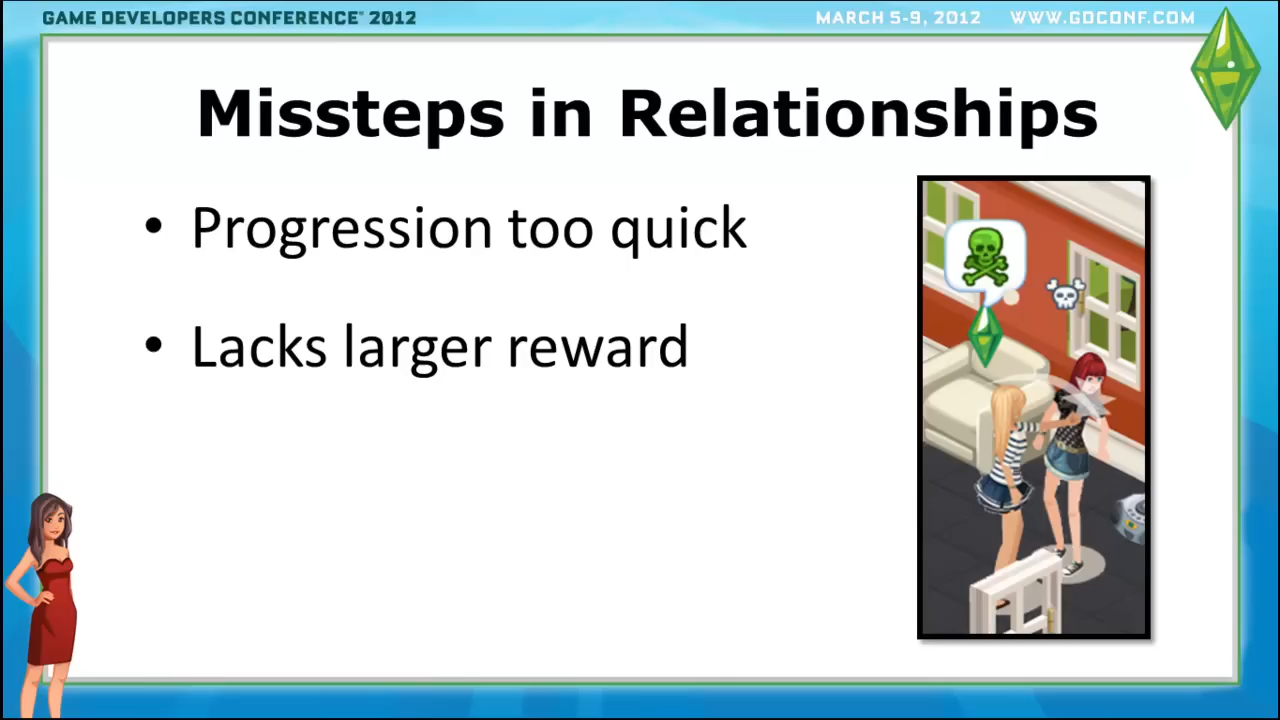 GAME DEVELOPERS CONFERENCE® 2012
MARCH 5-9, 2012 WWW.GDCONF.COM
Missteps in Relationships
• Progression too quick
• Lacks larger reward